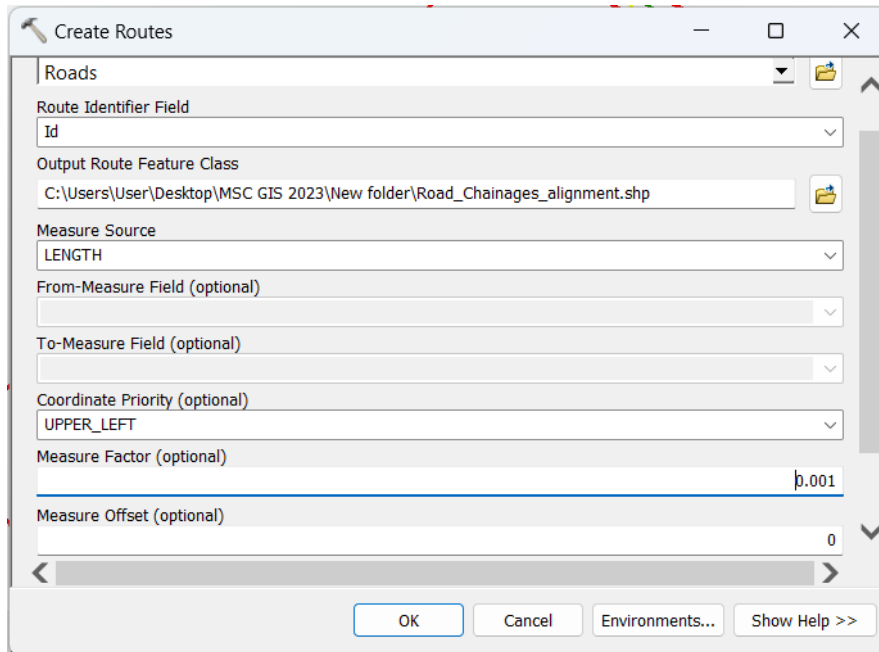 Create Routes
Roads
Route Identifier Field
Id
Output Route Feature Class
C:\Users\User\Desktop\MSC GIS 2023\New folder\Road_Chainages_alignment.shp
Measure Source
LENGTH
From-Measure Field (optional)
To-Measure Field (optional)
Coordinate Priority (optional)
UPPER_LEFT
Measure Factor (optional)
0.001
Measure Offset (optional)
0
OK Cancel Environments... Show Help >>